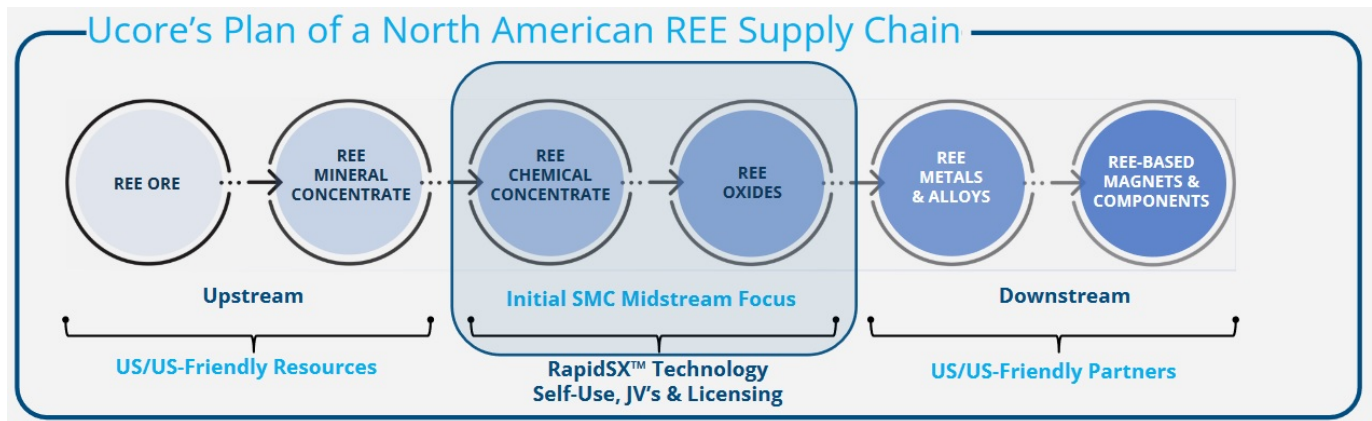 Ucore's Plan of a North American REE Supply Chain
REE ORE
REE
MINERAL
CONCENTRATE
REE
CHEMICAL
CONCENTRATE
REE
OXIDES
REE
METALS
& ALLOYS
REE-BASED
MAGNETS &
COMPONENTS
Upstream
Initial SMC Midstream Focus
Downstream
US/US-Friendly Resources
RapidSX™ Technology
Self-Use, JV's & Licensing
US/US-Friendly Partners